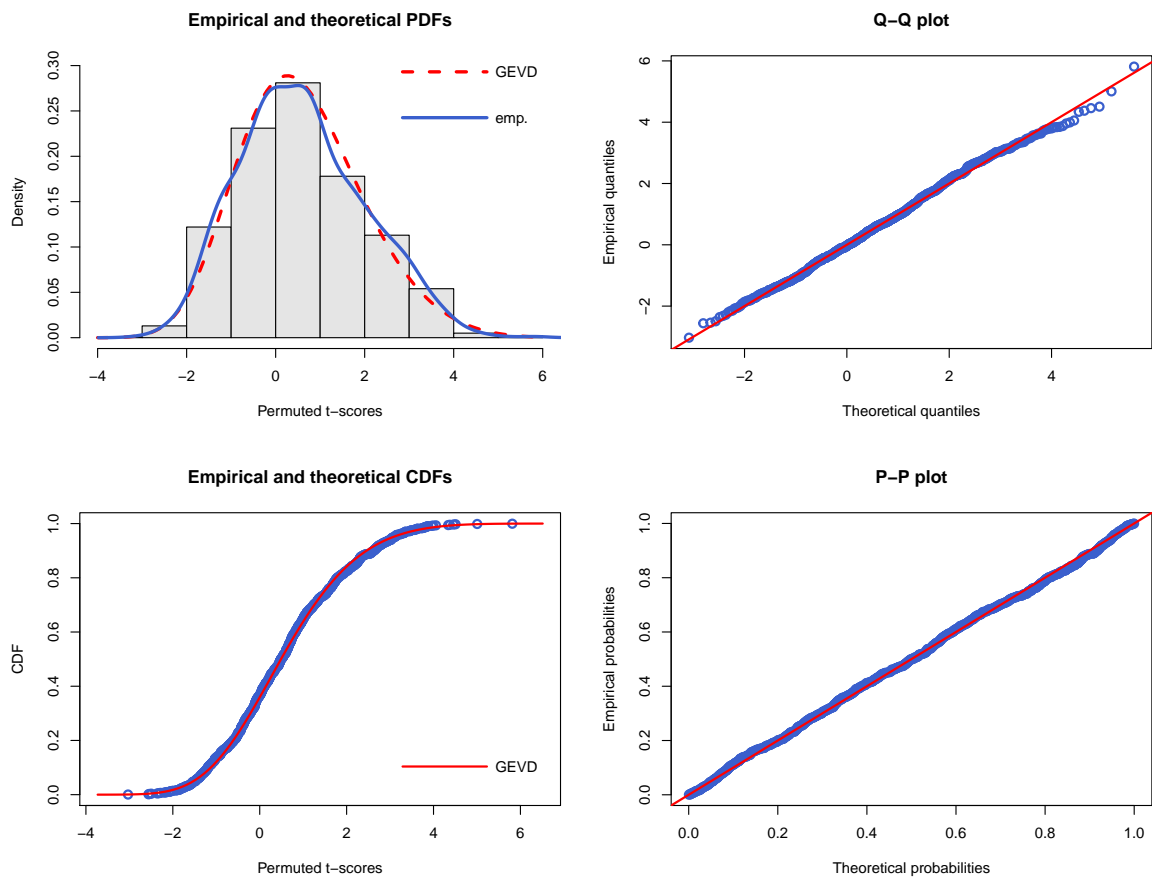 Empirical and theoretical PDFs
Density
0.00 0.05 0.10 0.15 0.20 0.25 0.30
GEVD
emp.
−4 −2 0 2 4 6
Permuted t−scores
Q−Q plot
Empirical quantiles
−2 0 2 4 6
−2 0 2 4
Theoretical quantiles
Empirical and theoretical CDFs
CDF
0.0 0.2 0.4 0.6 0.8 1.0
GEVD
−4 −2 0 2 4 6
Permuted t−scores
P−P plot
Empirical probabilities
0.0 0.2 0.4 0.6 0.8 1.0
0.0 0.2 0.4 0.6 0.8 1.0
Theoretical probabilities